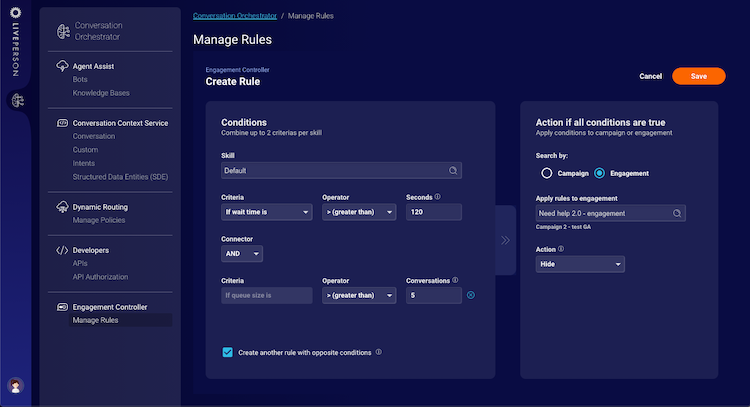 LIVEPERSON
Conversation
Orchestrator
Agent Assist
Bots
Knowledge Bases
Conversation Context Service
Conversation
Custom
Intents
Structured Data Entities (SDE)
Dynamic Routing
Manage Policies
Developers
APIs
API Authorization
Engagement Controller
Manage Rules
Conversation Orchestrator / Manage Rules
Manage Rules
Engagement Controller
Create Rule
Cancel
Save
Conditions
Combine up to 2 criterias per skill
Skill
Default
Criteria Operator Seconds
If wait time is > (greater than) 120
Connector
AND
Criteria Operator Conversations
If queue size is > (greater than) 5
Create another rule with opposite conditions
Action if all conditions are true
Apply conditions to campaign or engagement
Search by:
Campaign Engagement
Apply rules to engagement
Need help 2.0 - engagement
Campaign 2 - test GA
Action
Hide